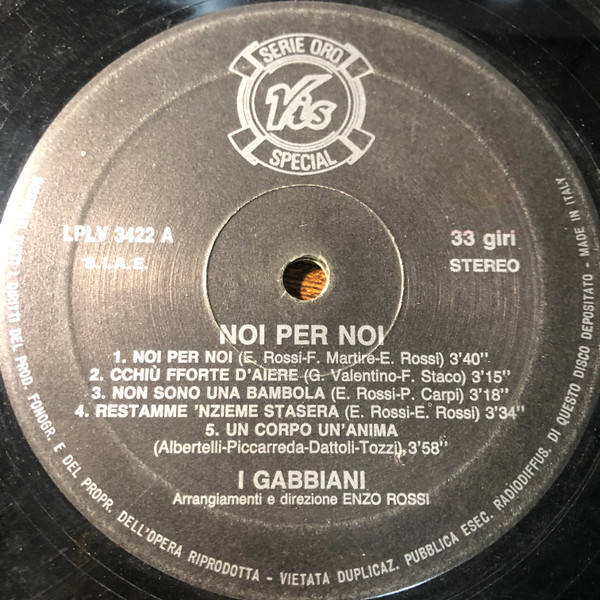 SERIE ORO
Vis
SPECIAL
LPLV 3422 A
S.I.A.E.
33 giri
STEREO
NOI PER NOI
1. NOI PER NOI (E. Rossi-F. Martire-E. Rossi) 3'40"
2. CCHIÙ FFORTE D'AIERE (G. Valentino-F. Staco) 3'15"
3. NON SONO UNA BAMBOLA (E. Rossi-P. Carpi) 3'18"
4. RESTAMME 'NZIEME STASERA (E. Rossi-E. Rossi) 3'34"
5. UN CORPO UN'ANIMA
(Albertelli-Piccarreda-Dattoli-Tozzi) 3'58"
I GABBIANI
Arrangiamenti e direzione ENZO ROSSI
TUTTI I DIRITTI DEL PROD. FONOGR. E DEL PROPR. DELL'OPERA RIPRODOTTA - VIETATA DUPLICAZ. PUBBLICA ESEC. RADIODIFFUS. DI QUESTO DISCO DEPOSITATO - MADE IN ITALY